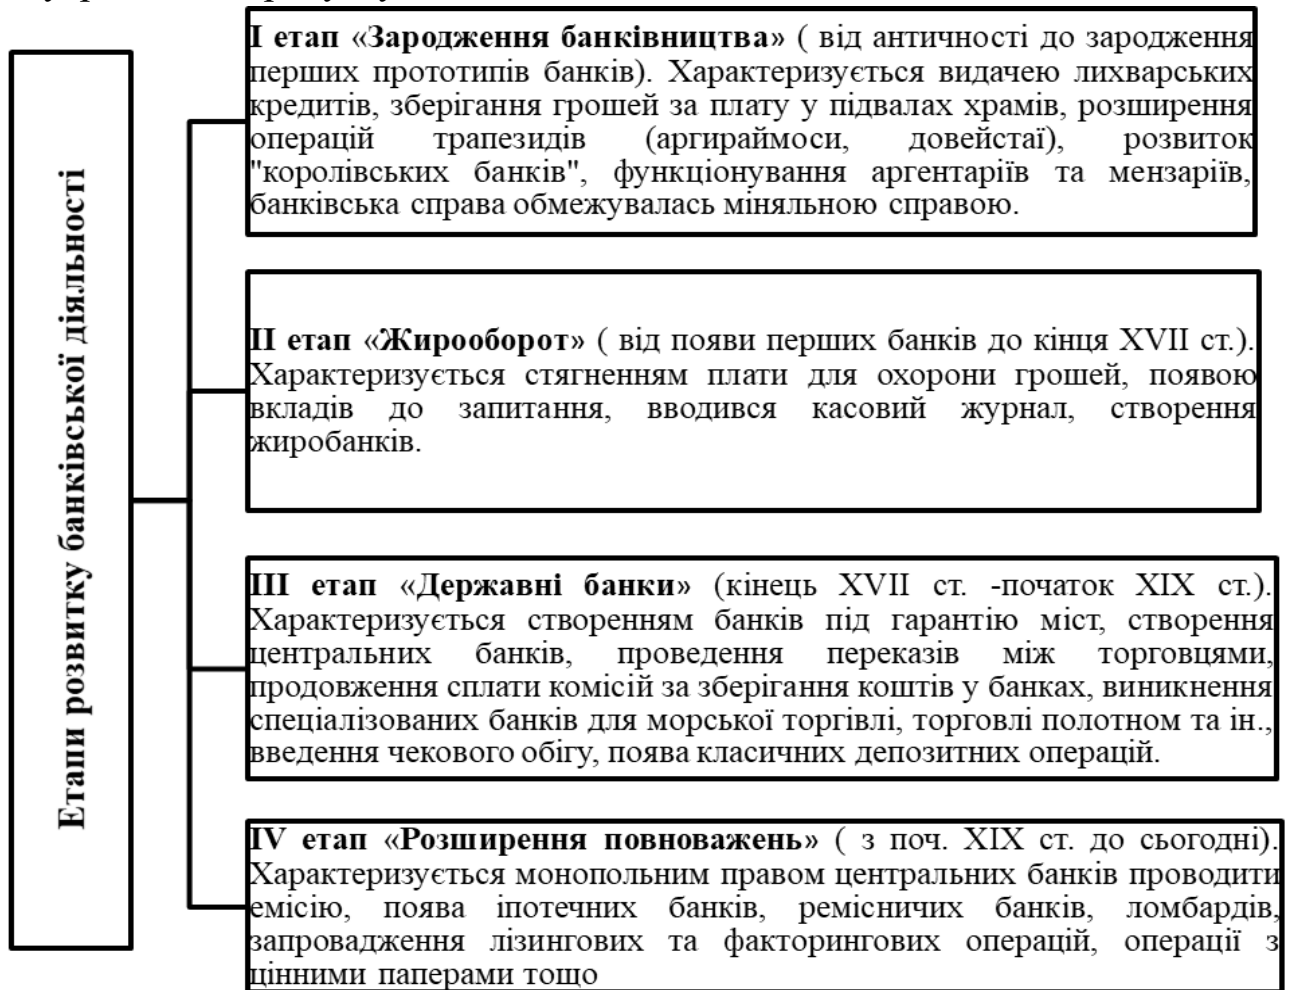 Етапи розвитку банківської діяльності
І етап «Зародження банківництва» ( від античності до зародження
перших прототипів банків). Характеризується видачею лихварських
кредитів, зберігання грошей за плату у підвалах храмів, розширення
операцій трапезидів (аргираймоси, довейстаї), розвиток
"королівських банків", функціонування аргентаріїв та мензаріїв,
банківська справа обмежувалась міняльною справою.
ІІ етап «Жирооборот» ( від появи перших банків до кінця XVII ст.).
Характеризується стягненням плати для охорони грошей, появою
вкладів до запитання, вводився касовий журнал, створення
жиробанків.
ІІІ етап «Державні банки» (кінець XVII ст. -початок XIX ст.).
Характеризується створенням банків під гарантію міст, створення
центральних банків, проведення переказів між торговцями,
продовження сплати комісій за зберігання коштів у банках, виникнення
спеціалізованих банків для морської торгівлі, торговлі полотном та ін.,
введення чекового обігу, поява класичних депозитних операцій.
IV етап «Розширення повноважень» ( з поч. XIX ст. до сьогодні).
Характеризується монопольним правом центральних банків проводити
емісію, поява іпотечних банків, ремісничих банків, ломбардів,
запровадження лізингових та факторингових операцій, операції з
цінними паперами тощо